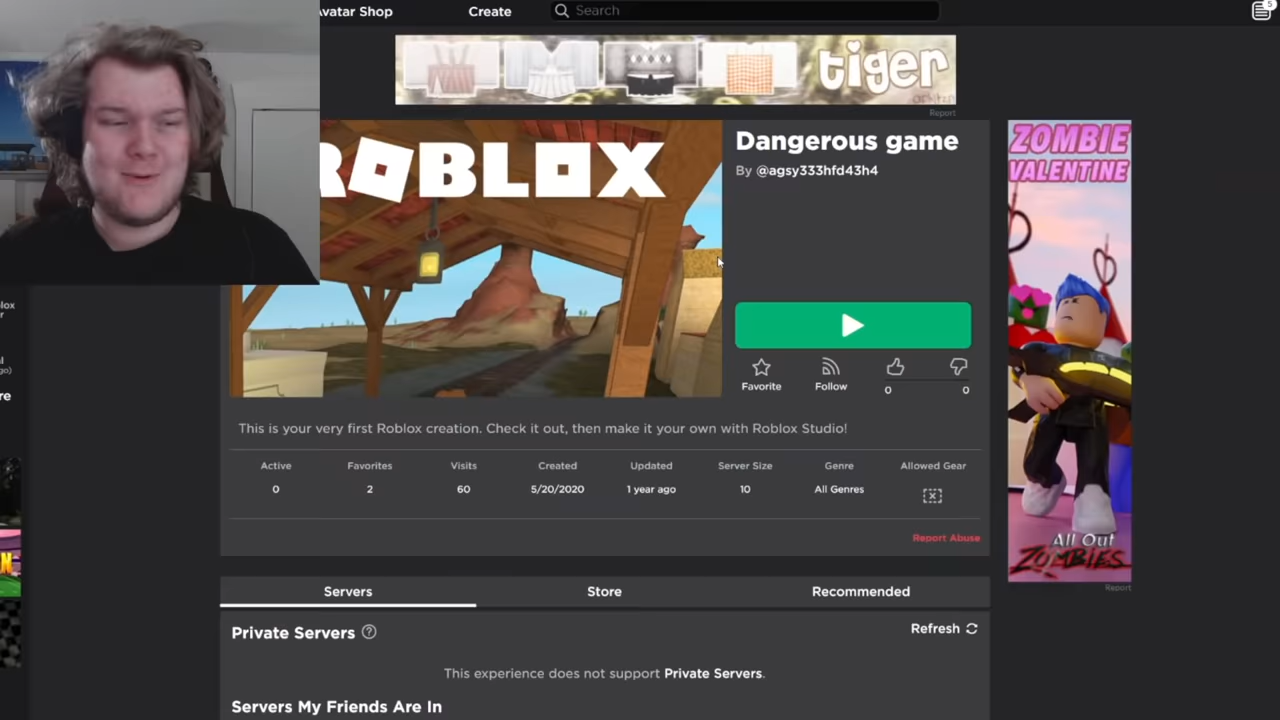 Avatar Shop
Create
Search
5
tiger
Report
ROBLOX
Dangerous game
By @agsy333hfd43h4
ZOMBIE
VALENTINE
Favorite
Follow
0
0
This is your very first Roblox creation. Check it out, then make it your own with Roblox Studio!
Active
Favorites
Visits
Created
Updated
Server Size
Genre
Allowed Gear
0
2
60
5/20/2020
1 year ago
10
All Genres
Report Abuse
All Out
ZOMBIES
Report
Servers
Store
Recommended
Private Servers ?
Refresh
This experience does not support Private Servers.
Servers My Friends Are In